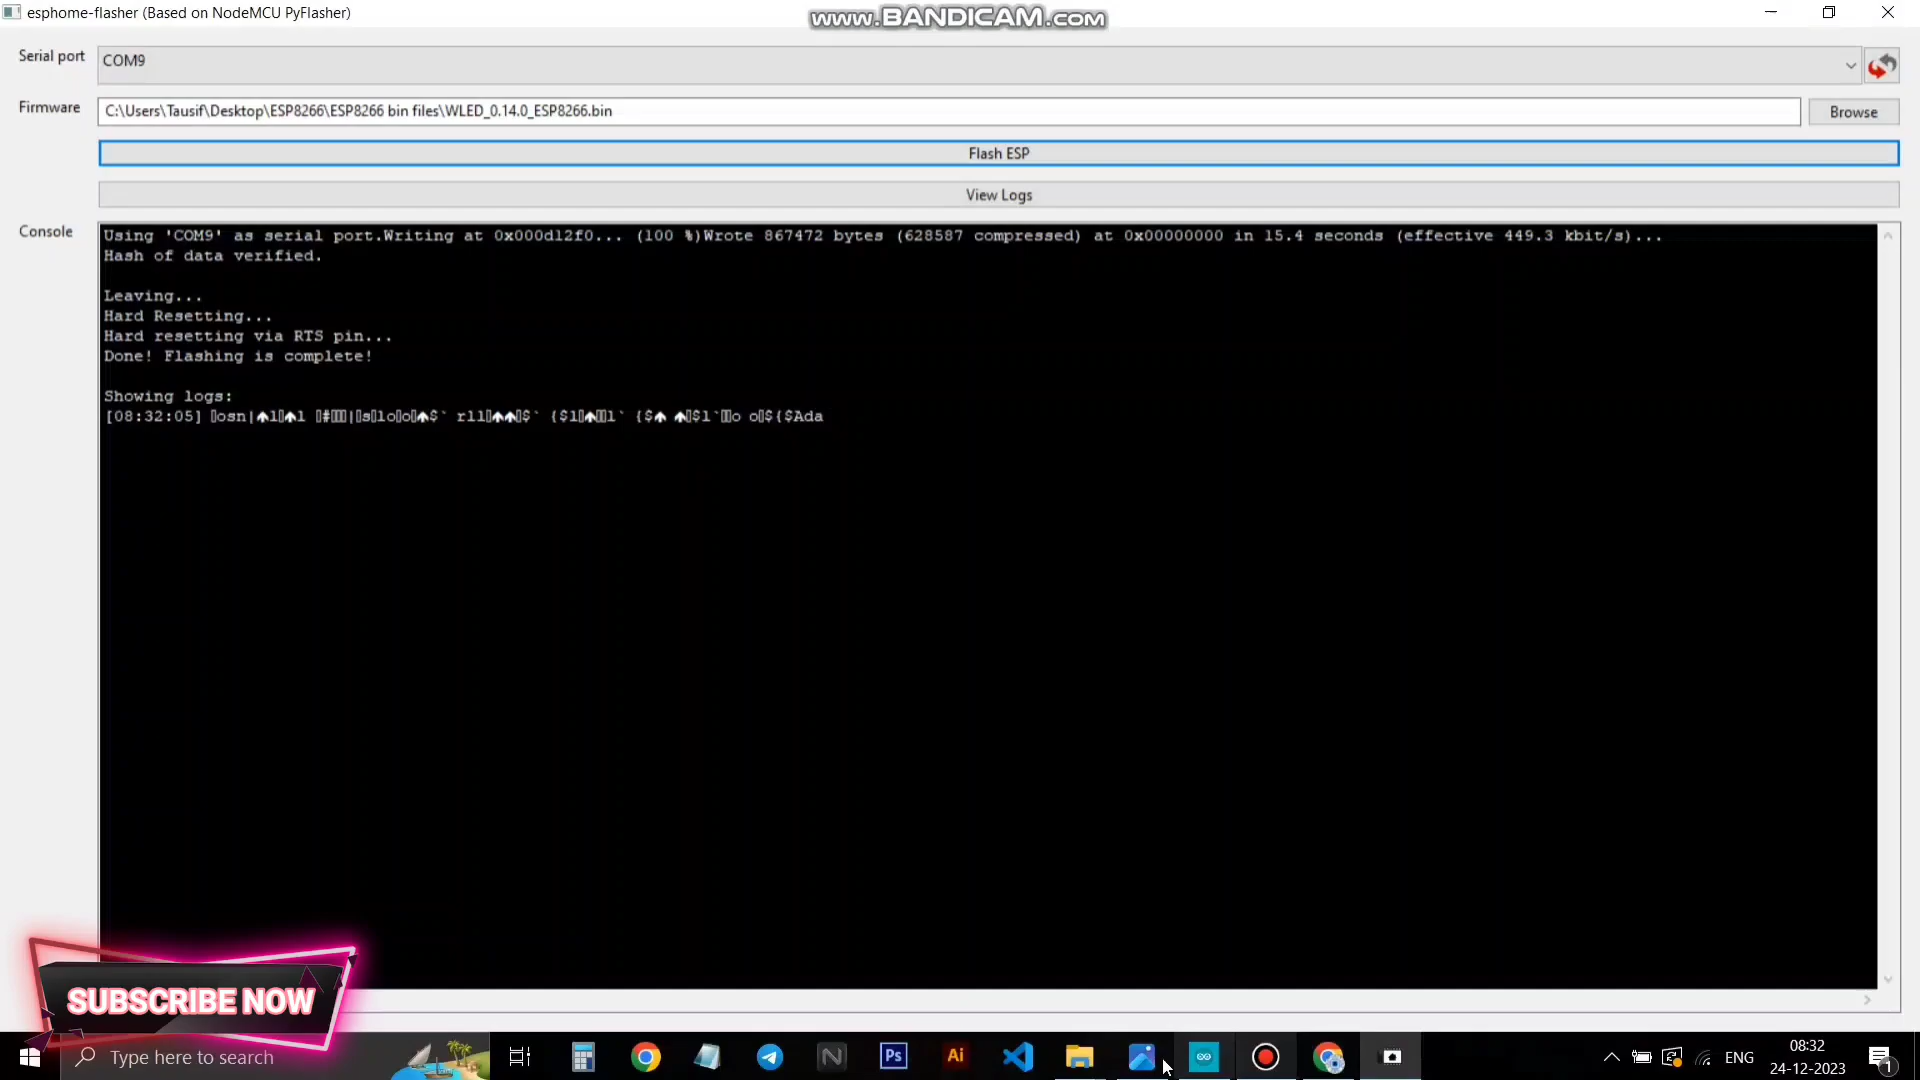 esphome-flasher (Based on NodeMCU PyFlasher)
www.BANDICAM.com
Serial port
COM9
Firmware
C:\Users\Tausif\Desktop\ESP8266\ESP8266 bin files\WLED_0.14.0_ESP8266.bin
Browse
Flash ESP
View Logs
Console
Using 'COM9' as serial port.Writing at 0x000d12f0... (100 %)Wrote 867472 bytes (628587 compressed) at 0x00000000 in 15.4 seconds (effective 449.3 kbit/s)...
Hash of data verified.
Leaving...
Hard Resetting...
Hard resetting via RTS pin...
Done! Flashing is complete!
Showing logs:
[08:32:05]
SUBSCRIBE NOW
Type here to search
Ps
Ai
ENG
08:32
24-12-2023
1